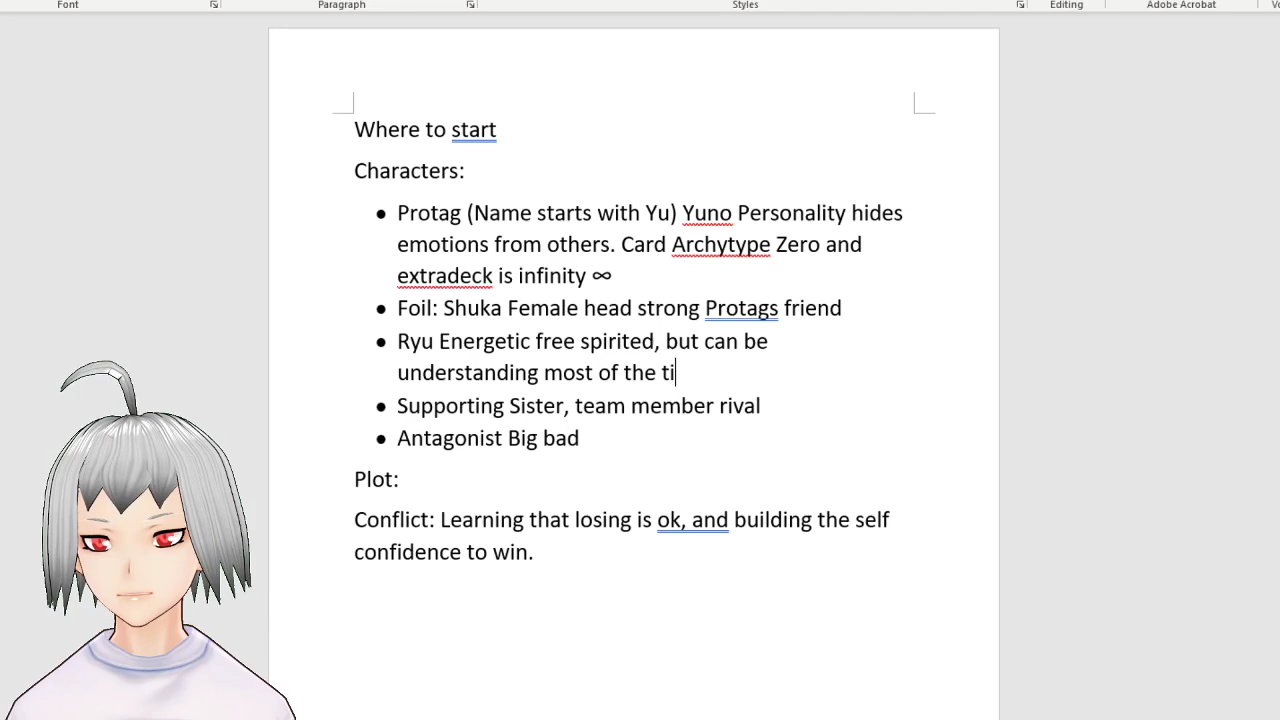 Font Paragraph Styles Editing Adobe Acrobat
Where to start
Characters:
● Protag (Name starts with Yu) Yuno Personality hides
emotions from others. Card Archytype Zero and
extradeck is infinity ∞
● Foil: Shuka Female head strong Protags friend
● Ryu Energetic free spirited, but can be
understanding most of the ti
● Supporting Sister, team member rival
● Antagonist Big bad
Plot:
Conflict: Learning that losing is ok, and building the self
confidence to win.